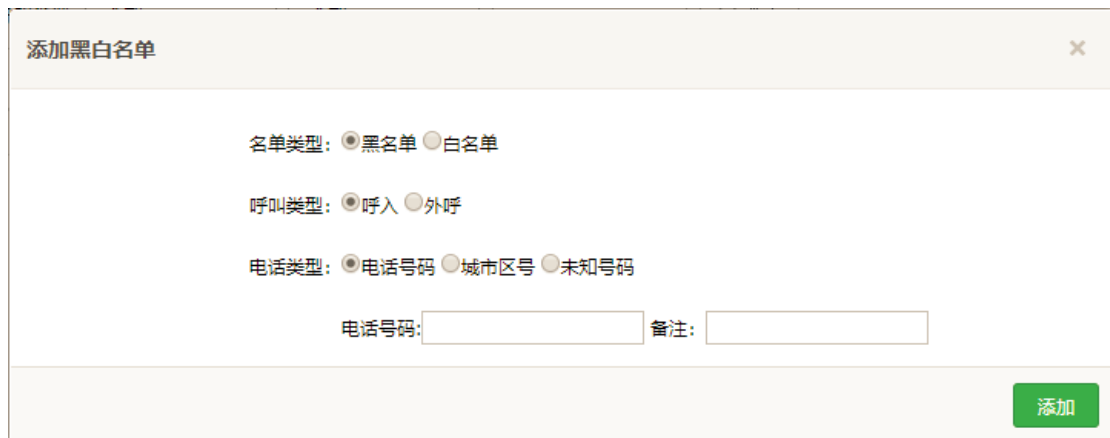 添加黑白名单
名单类型: 黑名单 白名单
呼叫类型: 呼入 外呼
电话类型: 电话号码 城市区号 未知号码
电话号码: 备注:
添加